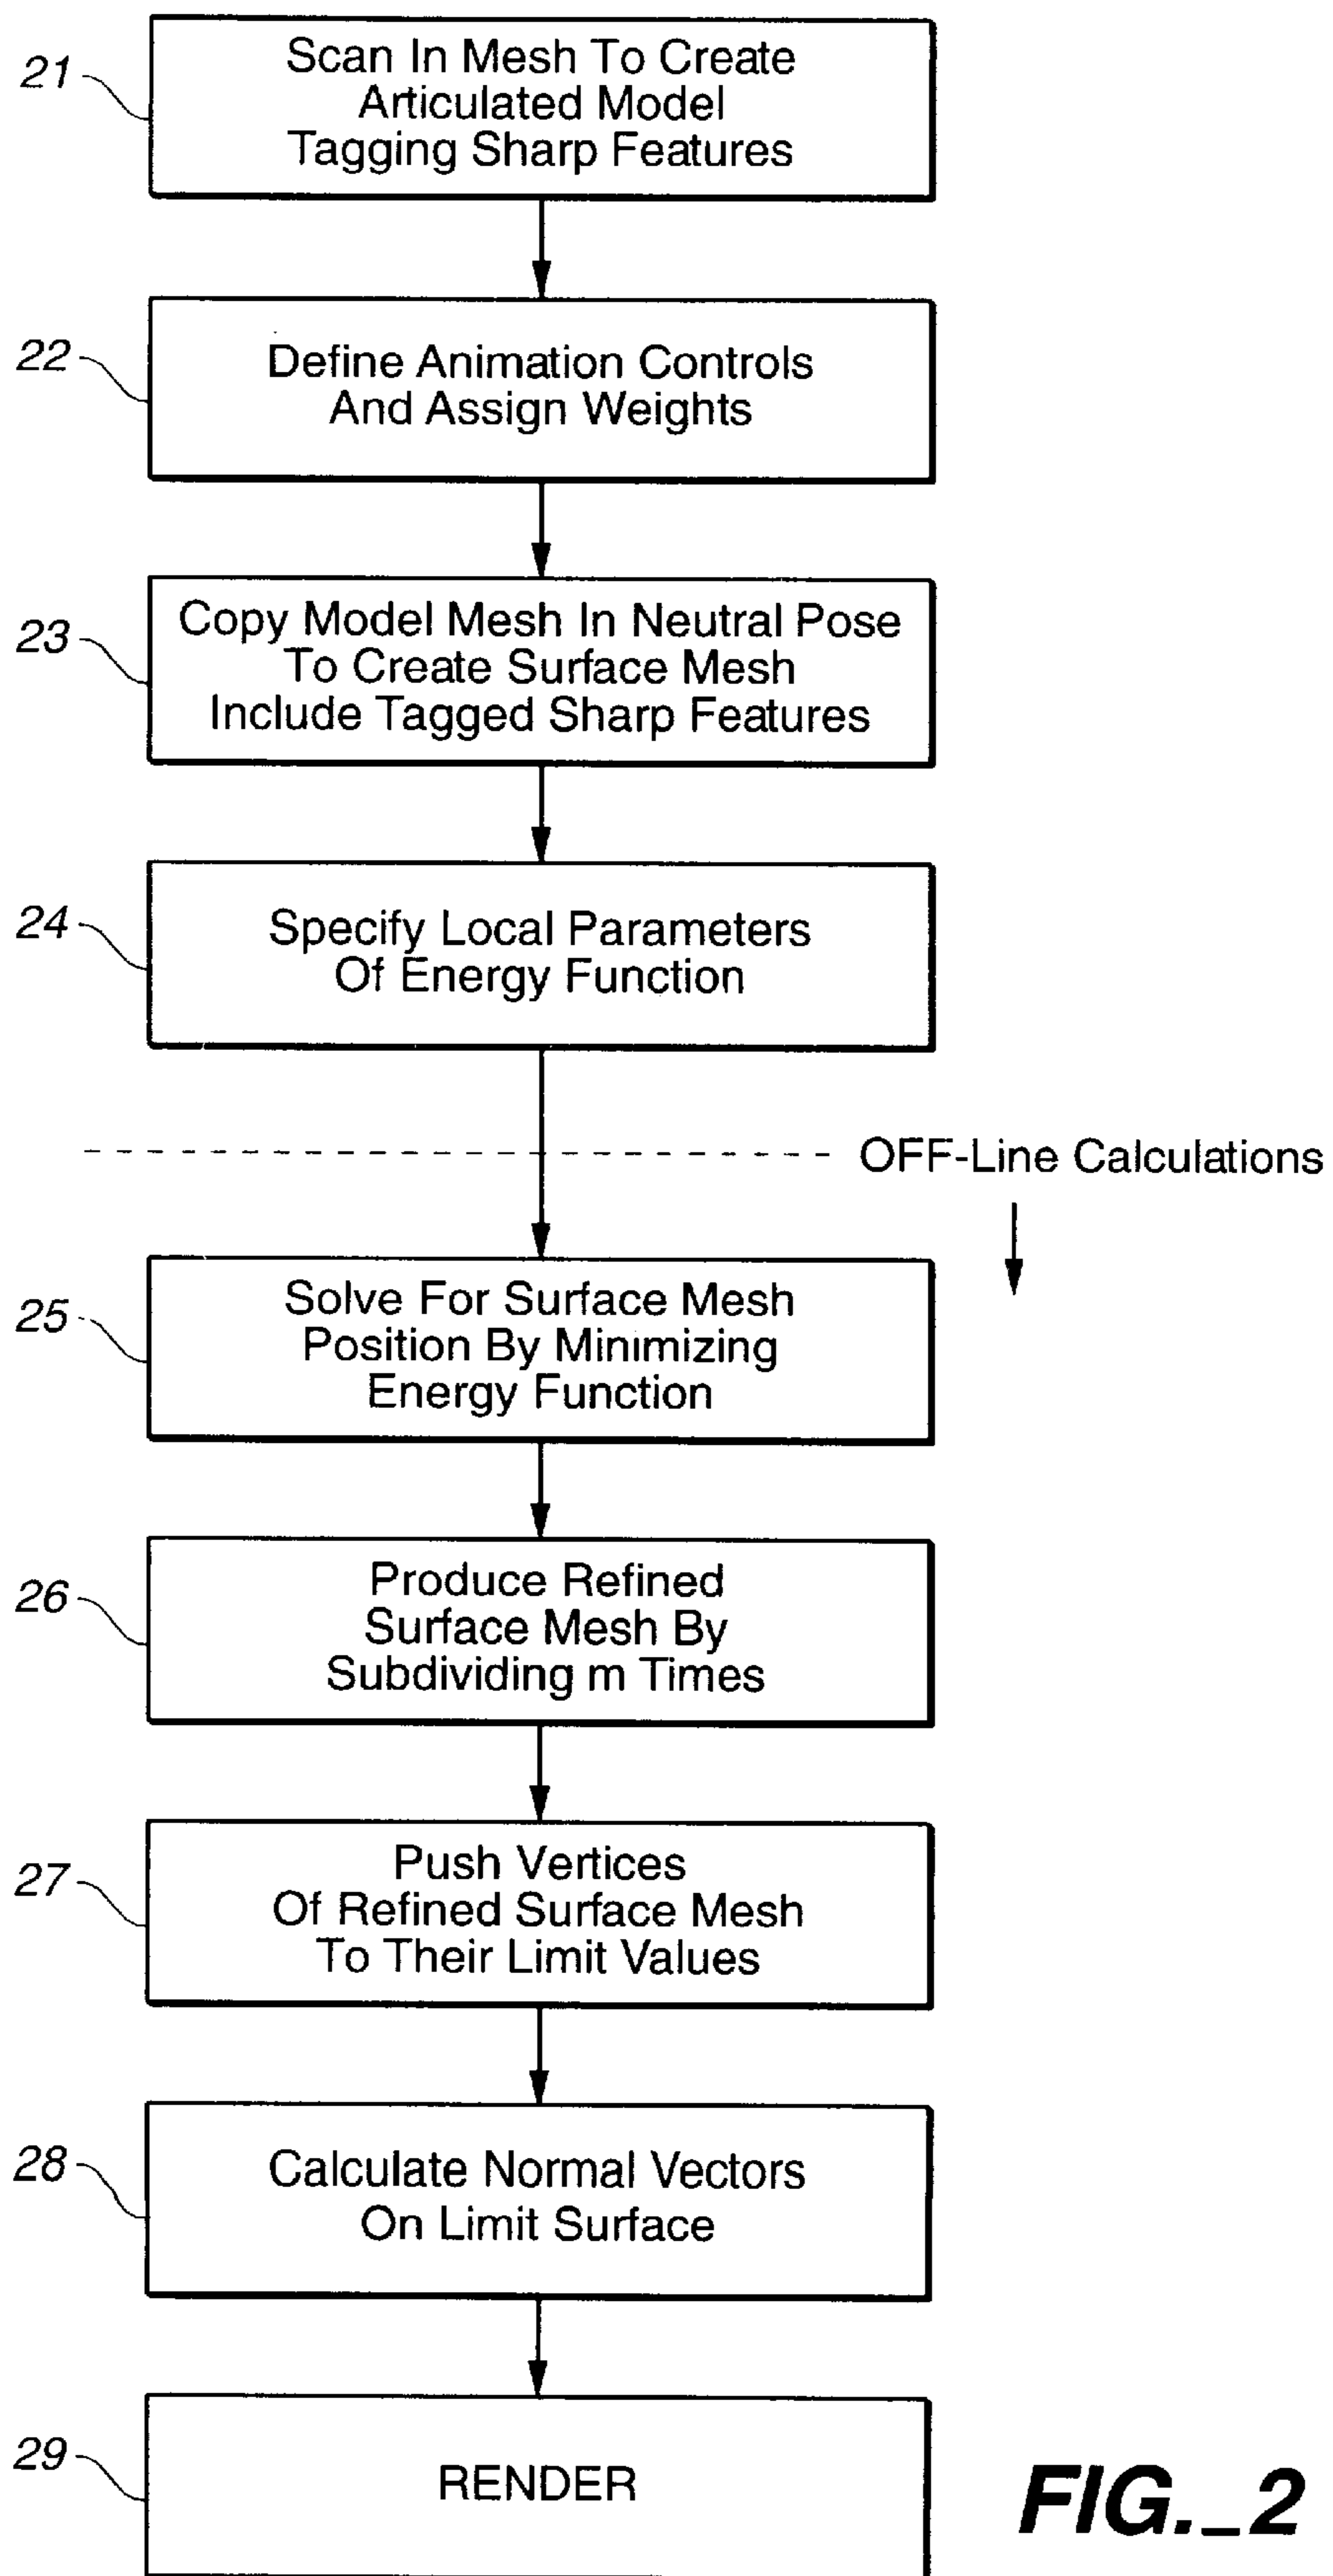 21
Scan In Mesh To Create
Articulated Model
Tagging Sharp Features
22
Define Animation Controls
And Assign Weights
23
Copy Model Mesh In Neutral Pose
To Create Surface Mesh
Include Tagged Sharp Features
24
Specify Local Parameters
Of Energy Function
OFF-Line Calculations
25
Solve For Surface Mesh
Position By Minimizing
Energy Function
26
Produce Refined
Surface Mesh By
Subdividing m Times
27
Push Vertices
Of Refined Surface Mesh
To Their Limit Values
28
Calculate Normal Vectors
On Limit Surface
29
RENDER
FIG._2